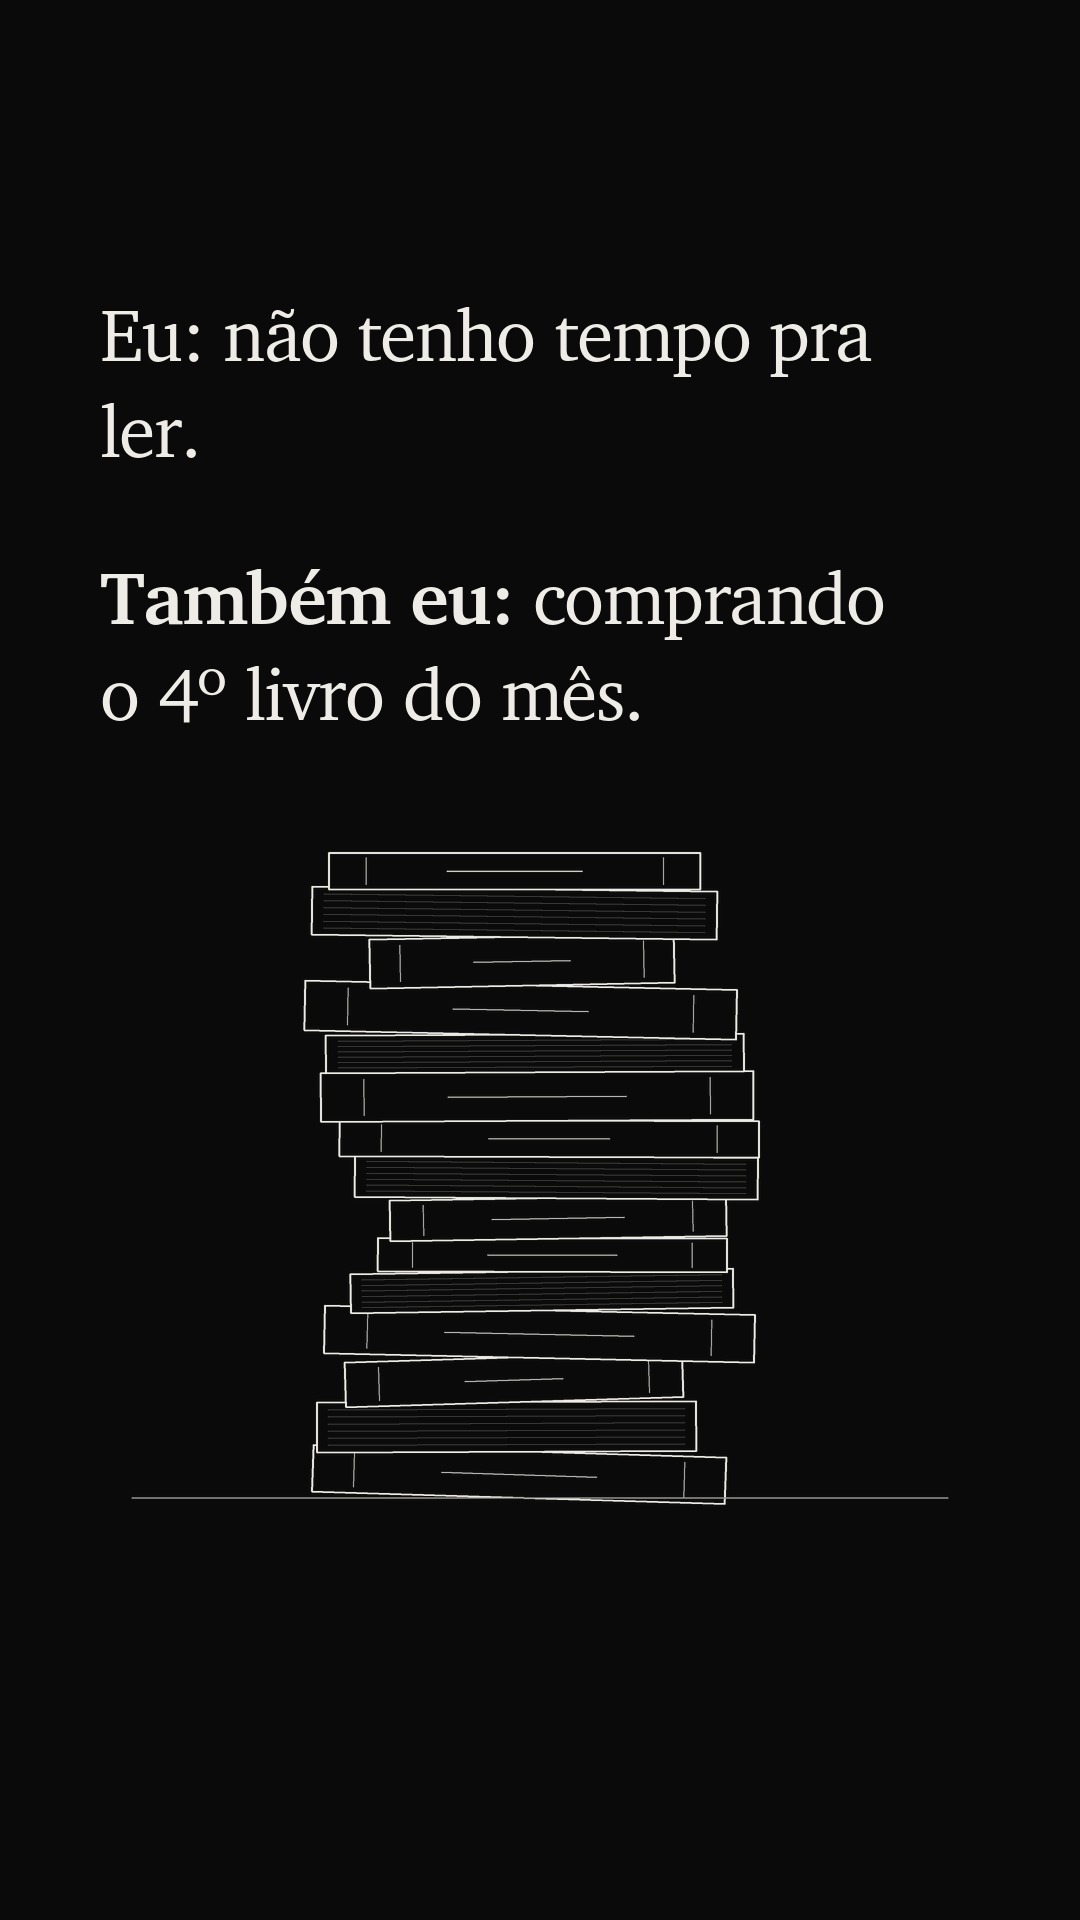 Eu: não tenho tempo pra
ler.
Também eu: comprando
o 4º livro do mês.